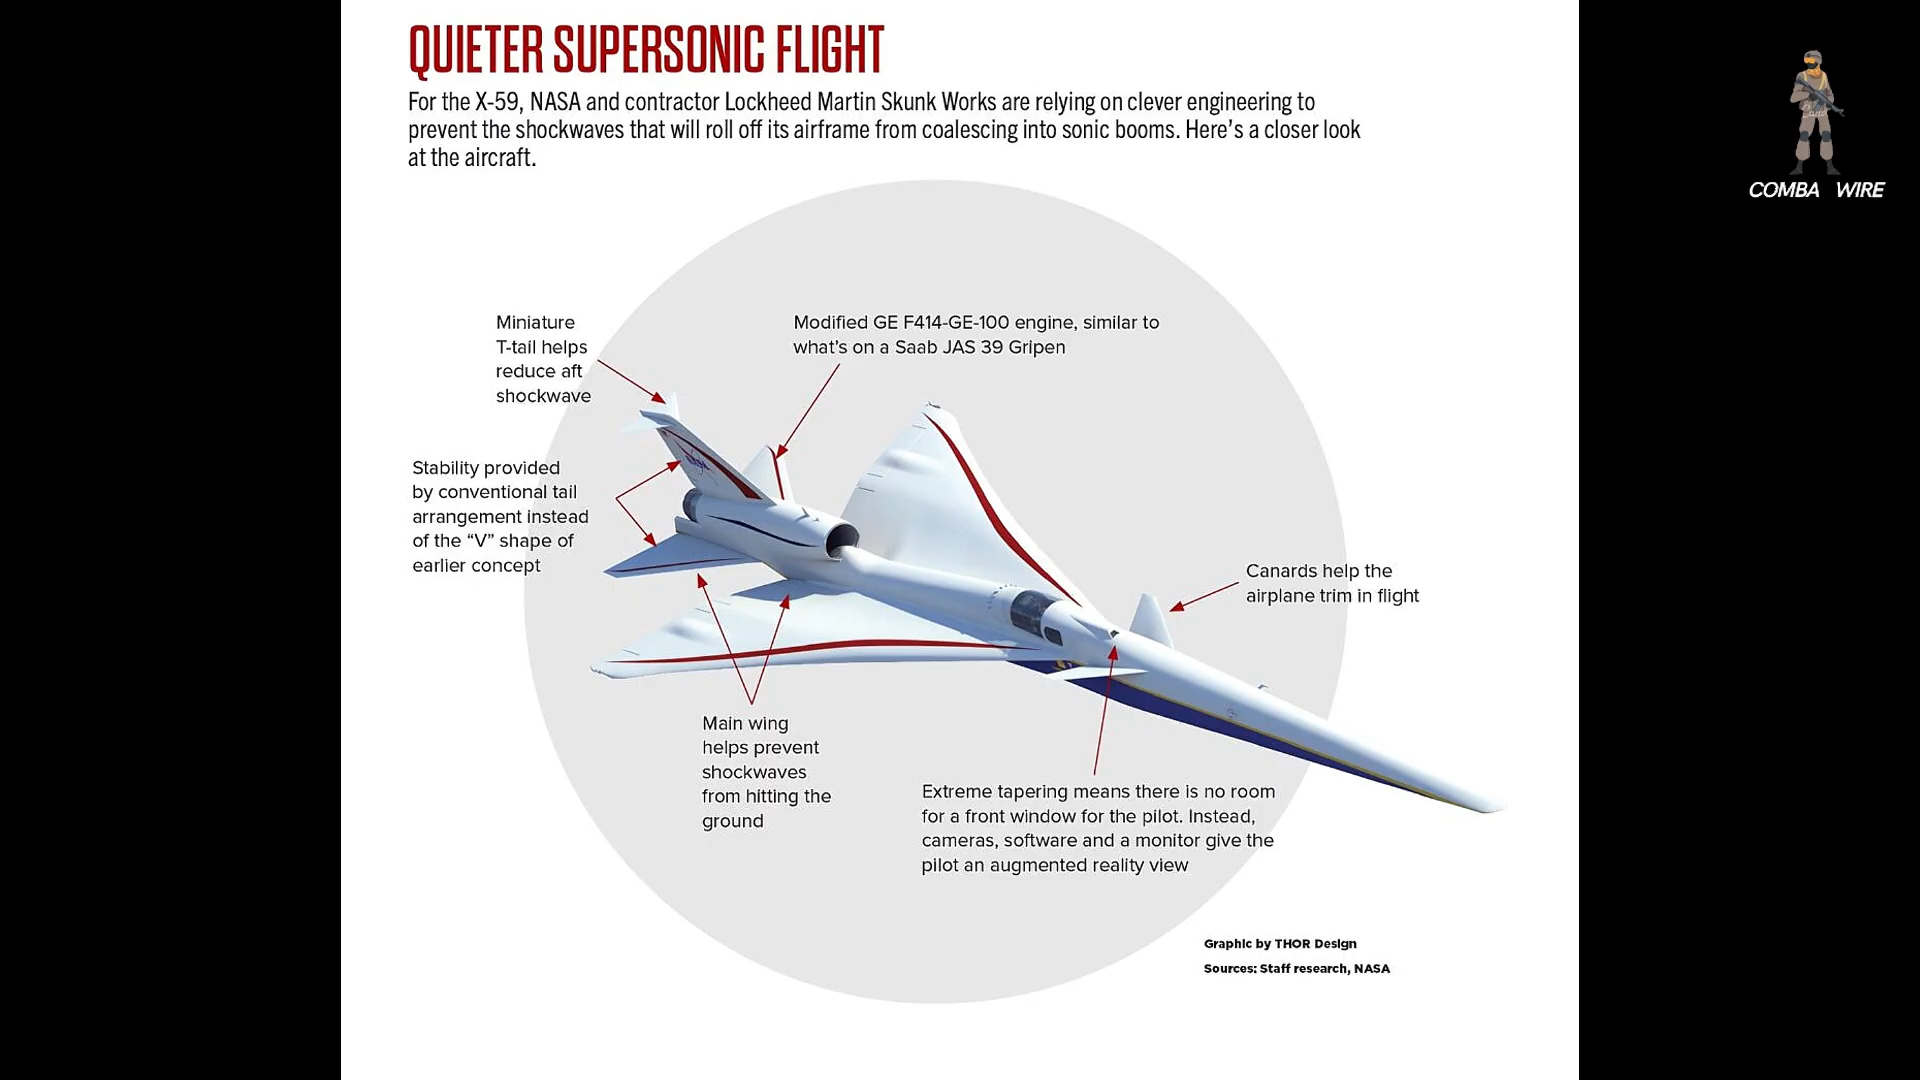 QUIETER SUPERSONIC FLIGHT
For the X-59, NASA and contractor Lockheed Martin Skunk Works are relying on clever engineering to
prevent the shockwaves that will roll off its airframe from coalescing into sonic booms. Here's a closer look
at the aircraft.
COMBA WIRE
Miniature
T-tail helps
reduce aft
shockwave
Modified GE F414-GE-100 engine, similar to
what's on a Saab JAS 39 Gripen
Stability provided
by conventional tail
arrangement instead
of the “V” shape of
earlier concept
Canards help the
airplane trim in flight
Main wing
helps prevent
shockwaves
from hitting the
ground
Extreme tapering means there is no room
for a front window for the pilot. Instead,
cameras, software and a monitor give the
pilot an augmented reality view
Graphic by THOR Design
Sources: Staff research, NASA